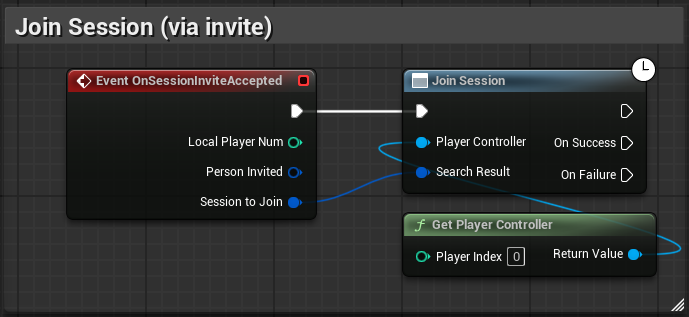 Join Session (via invite)
Event OnSessionInviteAccepted
Local Player Num
Person Invited
Session to Join
Join Session
Player Controller
On Success
Search Result
On Failure
f Get Player Controller
Player Index 0
Return Value